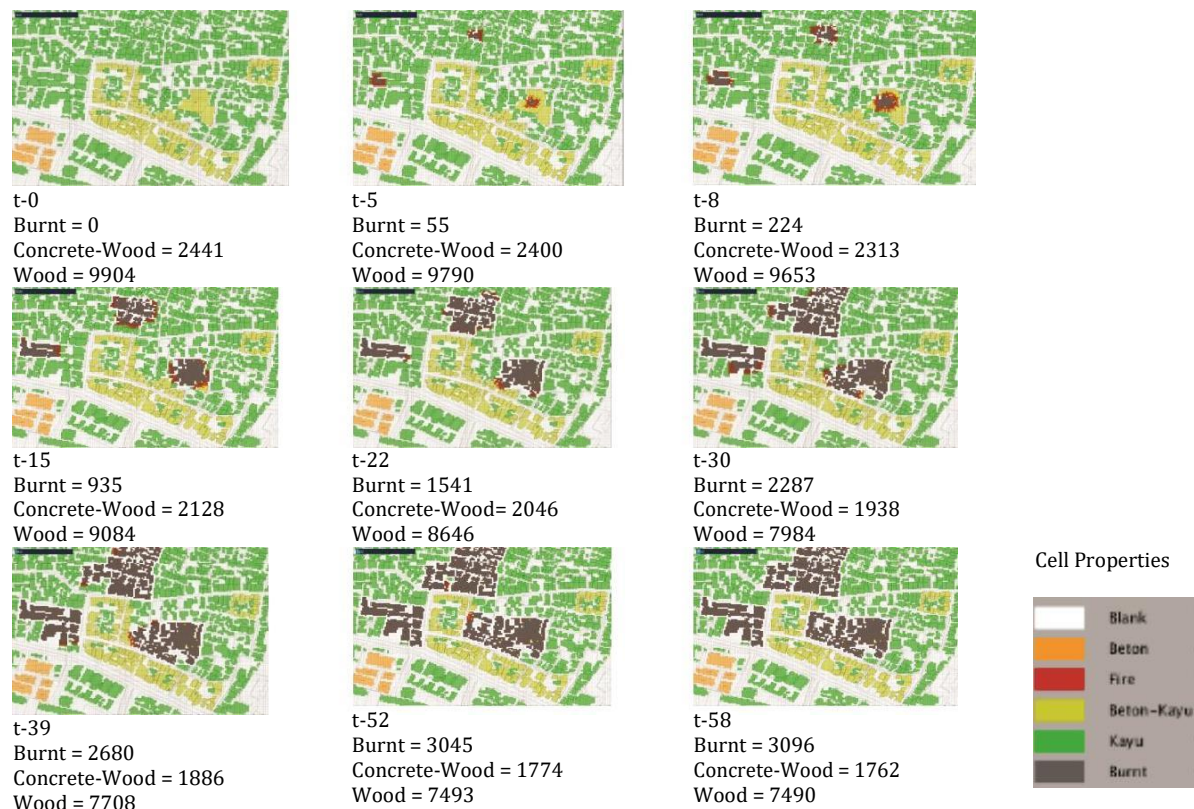 t-0
Burnt = 0
Concrete-Wood = 2441
Wood = 9904
t-5
Burnt = 55
Concrete-Wood = 2400
Wood = 9790
t-8
Burnt = 224
Concrete-Wood = 2313
Wood = 9653
t-15
Burnt = 935
Concrete-Wood = 2128
Wood = 9084
t-22
Burnt = 1541
Concrete-Wood= 2046
Wood = 8646
t-30
Burnt = 2287
Concrete-Wood = 1938
Wood = 7984
t-39
Burnt = 2680
Concrete-Wood = 1886
Wood = 7708
t-52
Burnt = 3045
Concrete-Wood = 1774
Wood = 7493
t-58
Burnt = 3096
Concrete-Wood = 1762
Wood = 7490
Cell Properties
Blank
Beton
Fire
Beton-Kayu
Kayu
Burnt